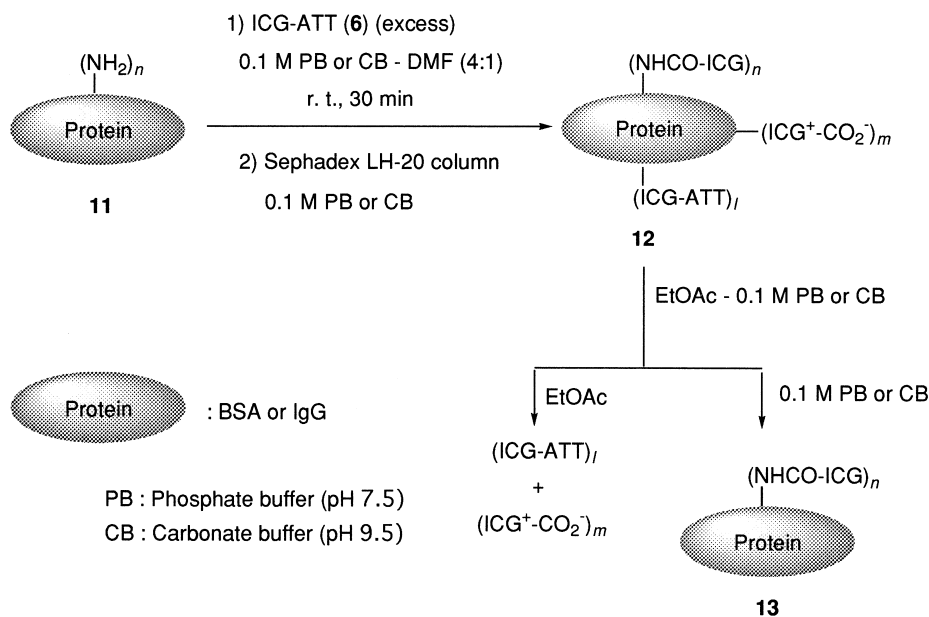 1) ICG-ATT (6) (excess)
0.1 M PB or CB - DMF (4:1)
r. t., 30 min
2) Sephadex LH-20 column
0.1 M PB or CB
(NH2)n
Protein
11
(NHCO-ICG)n
Protein
(ICG+-CO2-)m
(ICG-ATT)l
12
EtOAc - 0.1 M PB or CB
EtOAc
0.1 M PB or CB
(ICG-ATT)l
+
(ICG+-CO2-)m
(NHCO-ICG)n
Protein
13
Protein
: BSA or IgG
PB : Phosphate buffer (pH 7.5)
CB : Carbonate buffer (pH 9.5)